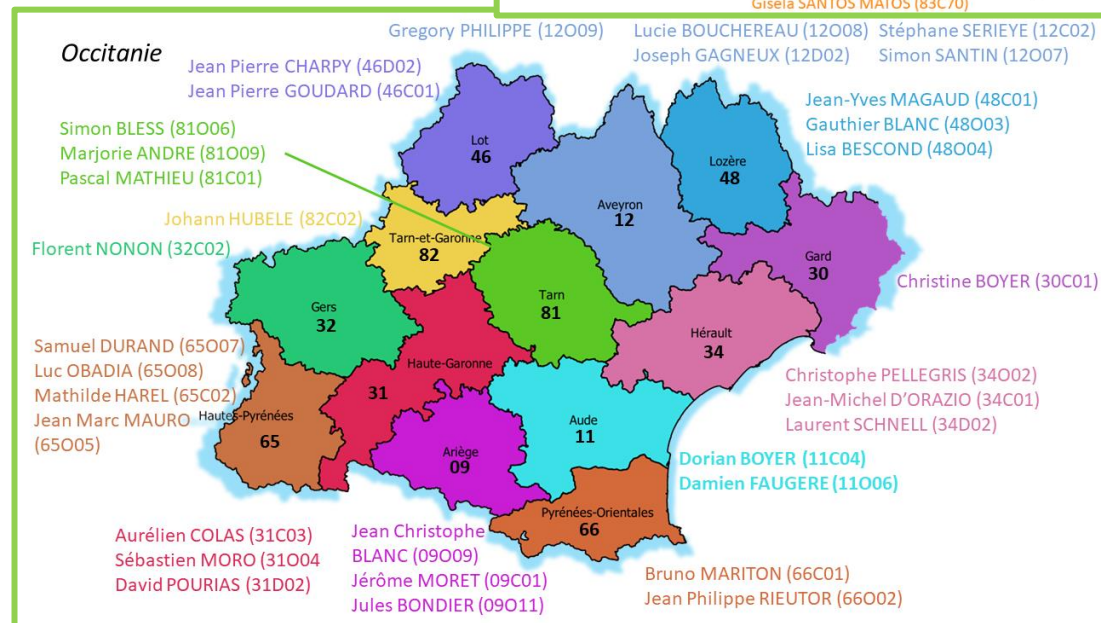 Gisela SANTOS MATOS (83C70)
Occitanie
Gregory PHILIPPE (12O09)
Lucie BOUCHEREAU (12O08)
Joseph GAGNEUX (12D02)
Stéphane SERIEYE (12C02)
Simon SANTIN (12O07)
Jean Pierre CHARPY (46D02)
Jean Pierre GOUDARD (46C01)
Jean-Yves MAGAUD (48C01)
Gauthier BLANC (48O03)
Lisa BESCOND (48O04)
Simon BLESS (81O06)
Marjorie ANDRE (81O09)
Pascal MATHIEU (81C01)
Lot
46
Lozère
48
Aveyron
12
Johann HUBELE (82C02)
Tarn-et-Garonne
82
Florent NONON (32C02)
Gard
30
Christine BOYER (30C01)
Gers
32
Tarn
81
Hérault
34
Samuel DURAND (65O07)
Luc OBADIA (65O08)
Mathilde HAREL (65C02)
Jean Marc MAURO
(65O05)
Haute-Garonne
31
Christophe PELLEGRIS (34O02)
Jean-Michel D'ORAZIO (34C01)
Laurent SCHNELL (34D02)
Hautes-Pyrénées
65
Ariège
09
Aude
11
Dorian BOYER (11C04)
Damien FAUGERE (11O06)
Pyrénées-Orientales
66
Aurélien COLAS (31C03)
Sébastien MORO (31O04
David POURIAS (31D02)
Jean Christophe
BLANC (09O09)
Jérôme MORET (09C01)
Jules BONDIER (09O11)
Bruno MARITON (66C01)
Jean Philippe RIEUTOR (66O02)